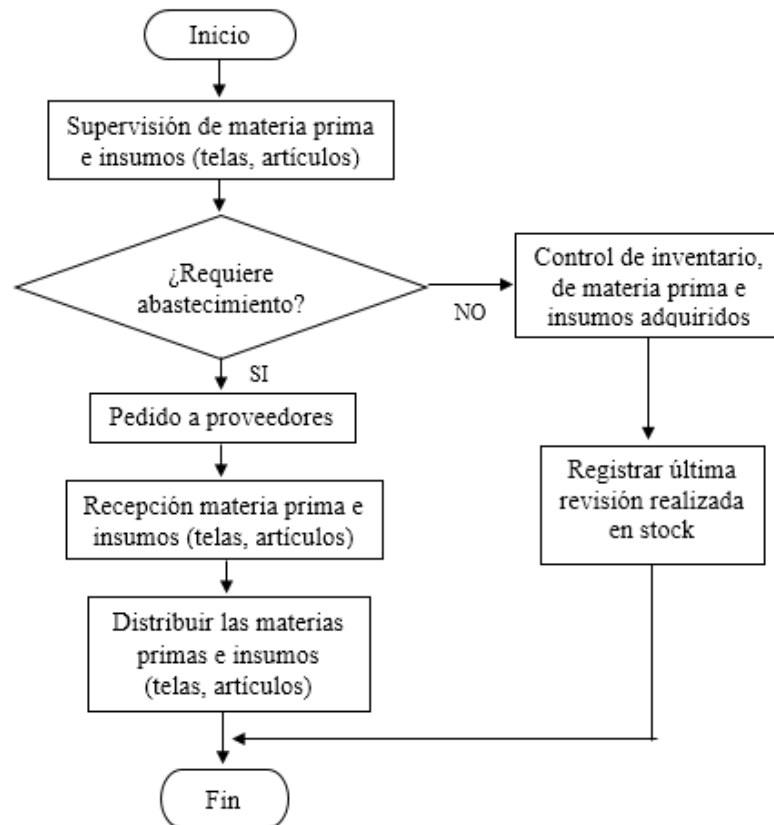 Inicio
Supervisión de materia prima
e insumos (telas, artículos)
¿Requiere
abastecimiento?
NO
Control de inventario,
de materia prima e
insumos adquiridos
SI
Pedido a proveedores
Registrar última
revisión realizada
en stock
Recepción materia prima e
insumos (telas, artículos)
Distribuir las materias
primas e insumos
(telas, artículos)
Fin